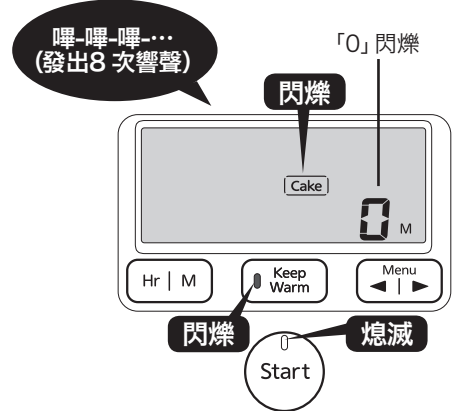 嗶-嗶-嗶-…
(發出8 次響聲)
「0」閃爍
閃爍
Cake
0 M
Hr | M
Keep
Warm
Menu
◀ | ▶
閃爍
熄滅
Start